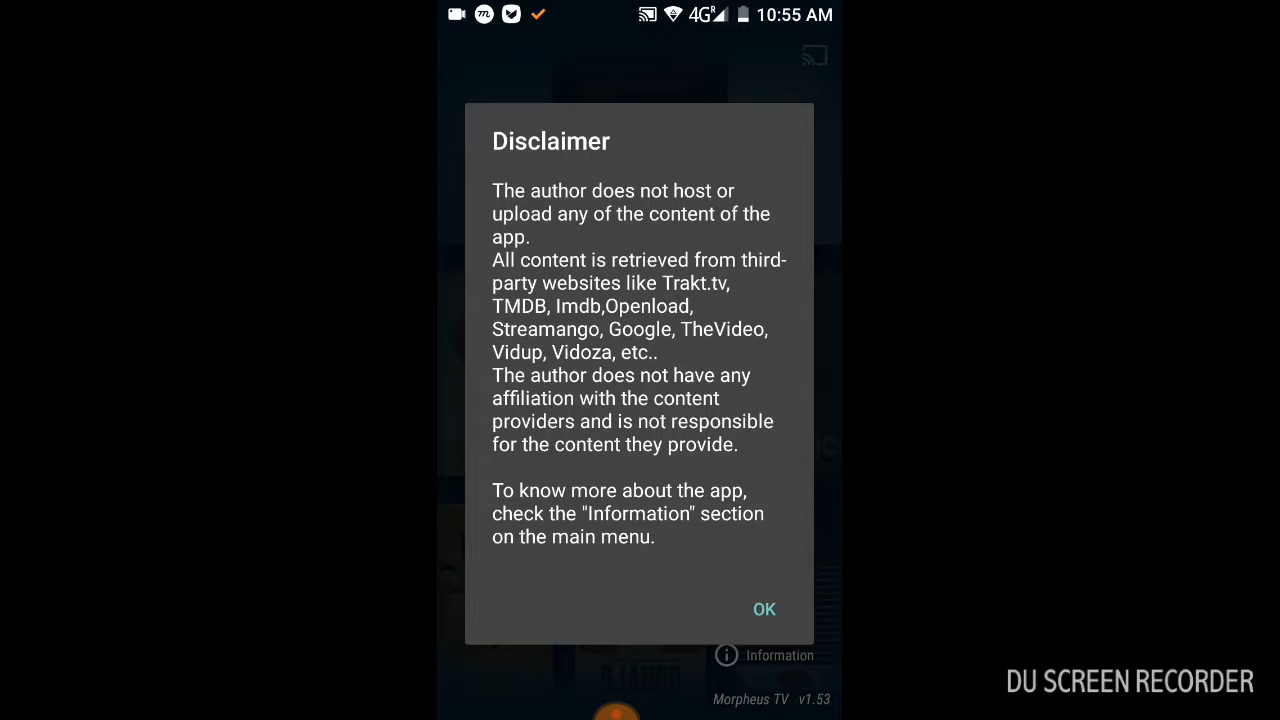 4G R 10:55 AM
Disclaimer
The author does not host or
upload any of the content of the
app.
All content is retrieved from third-
party websites like Trakt.tv,
TMDB, Imdb,Openload,
Streamango, Google, TheVideo,
Vidup, Vidoza, etc..
The author does not have any
affiliation with the content
providers and is not responsible
for the content they provide.
To know more about the app,
check the "Information" section
on the main menu.
OK
Information
Morpheus TV v1.53
DU SCREEN RECORDER